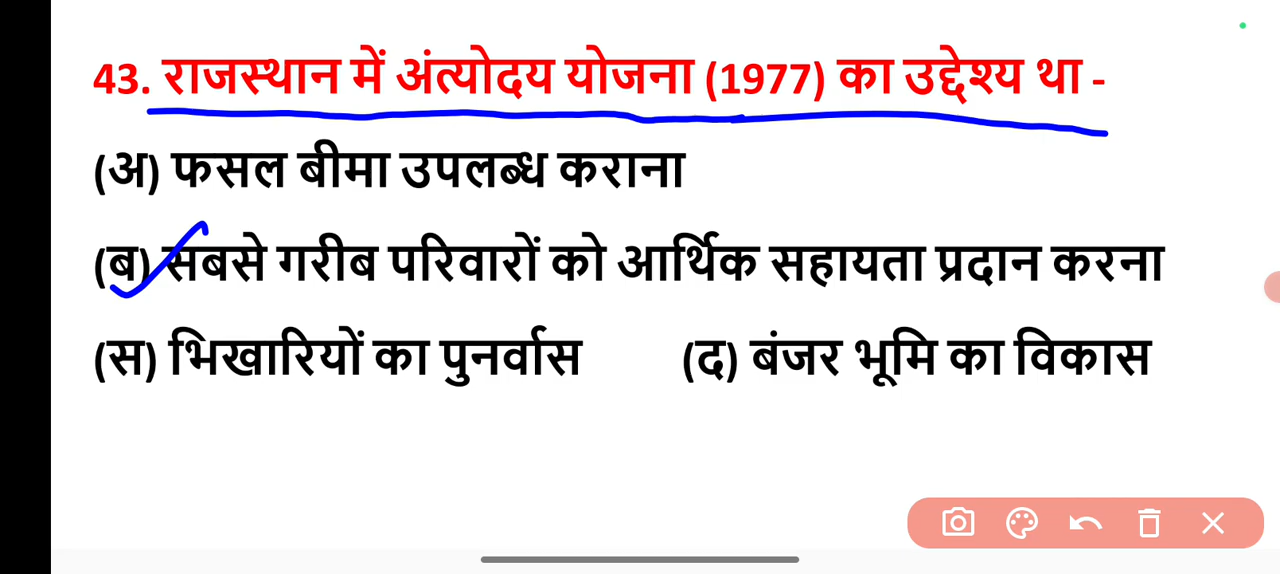 43. राजस्थान में अंत्योदय योजना (1977) का उद्देश्य था -
(अ) फसल बीमा उपलब्ध कराना
(ब) सबसे गरीब परिवारों को आर्थिक सहायता प्रदान करना
(स) भिखारियों का पुनर्वास (द) बंजर भूमि का विकास